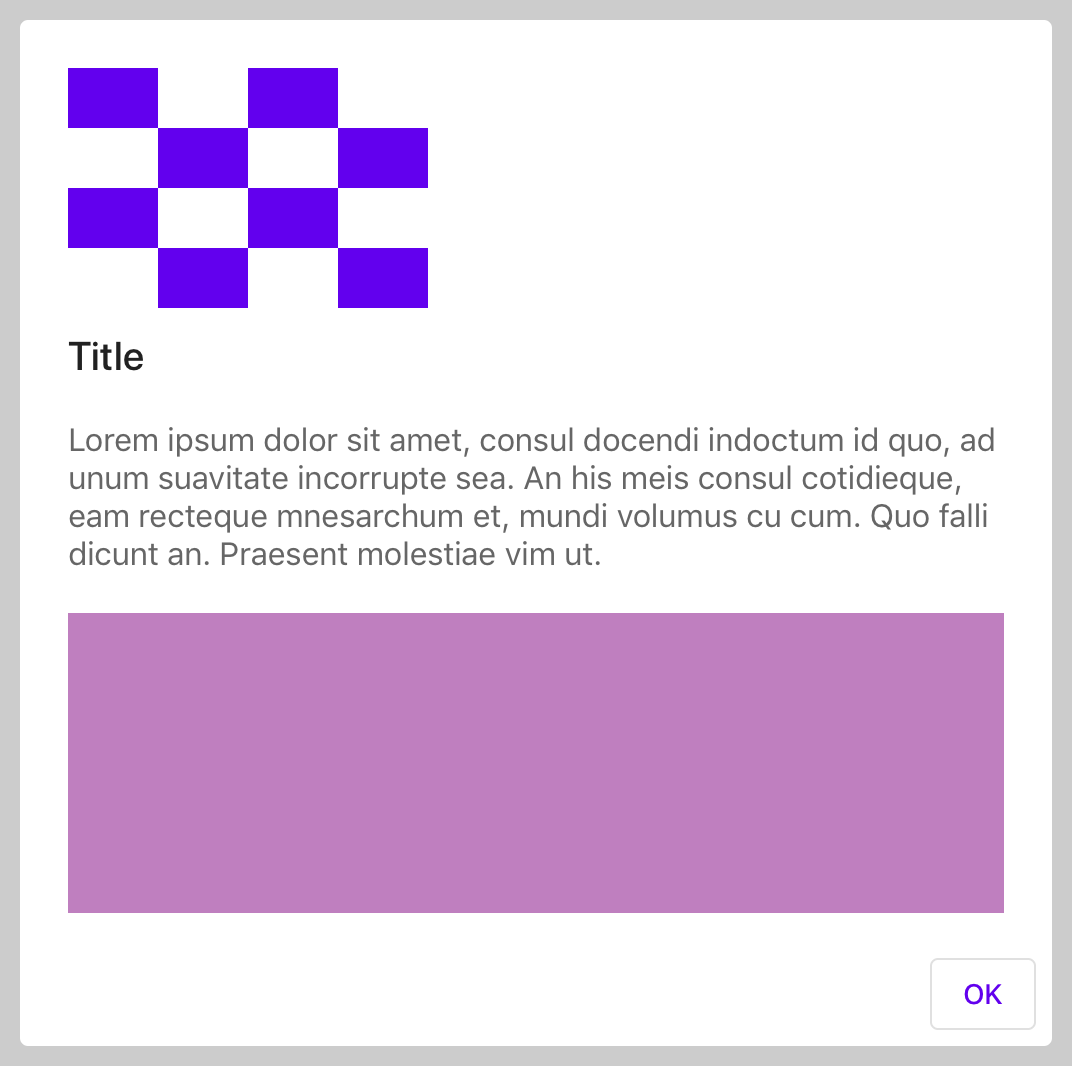 Title
Lorem ipsum dolor sit amet, consul docendi indoctum id quo, ad
unum suavitate incorrupte sea. An his meis consul cotidieque,
eam recteque mnesarchum et, mundi volumus cu cum. Quo falli
dicunt an. Praesent molestiae vim ut.
OK